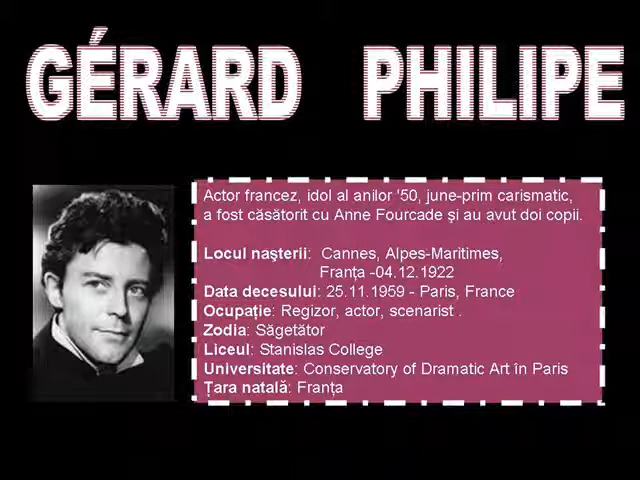 GÉRARD PHILIPE
Actor francez, idol al anilor '50, june-prim carismatic,
a fost căsătorit cu Anne Fourcade și au avut doi copii.
Locul naşterii: Cannes, Alpes-Maritimes,
Franța -04.12.1922
Data decesului: 25.11.1959 - Paris, France
Ocupație: Regizor, actor, scenarist .
Zodia: Săgetător
Liceul: Stanislas College
Universitate: Conservatory of Dramatic Art în Paris
Țara natală: Franța